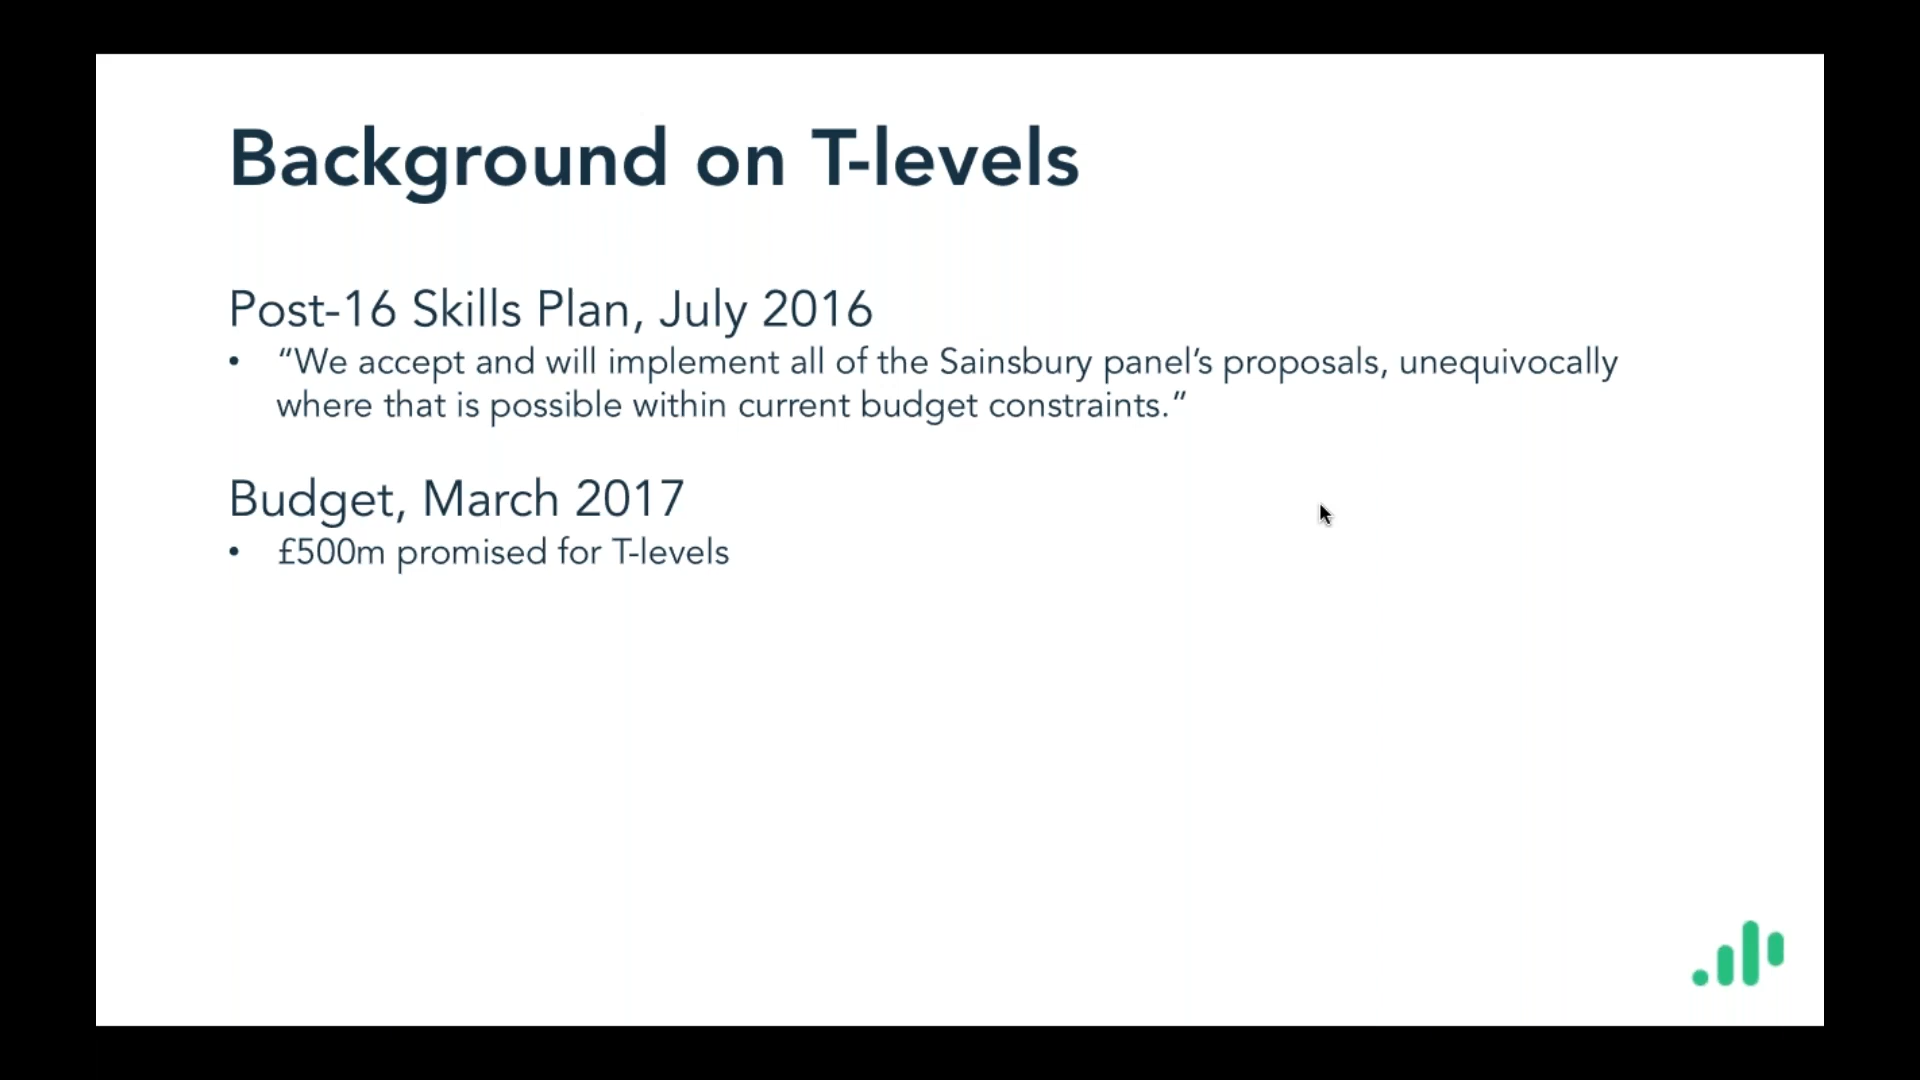 Background on T-levels
Post-16 Skills Plan, July 2016
• “We accept and will implement all of the Sainsbury panel’s proposals, unequivocally
where that is possible within current budget constraints.”
Budget, March 2017
• £500m promised for T-levels